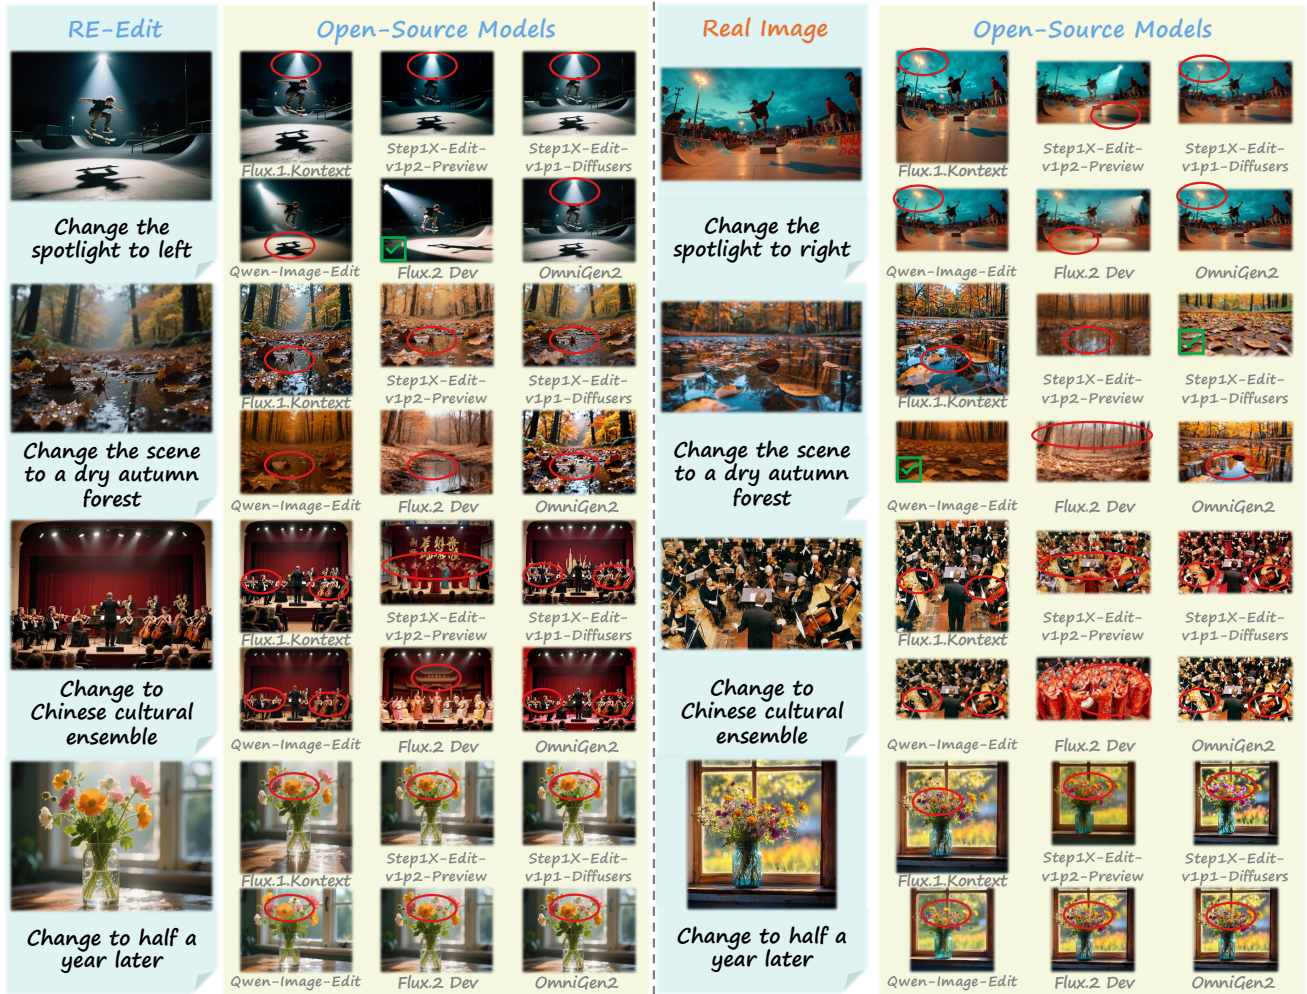 RE-Edit
Open-Source Models
Change the
spotlight to left
Flux.1.Kontext
Step1X-Edit-
v1p2-Preview
Step1X-Edit-
v1p1-Diffusers
Qwen-Image-Edit
Flux.2 Dev
OmniGen2
Change the scene
to a dry autumn
forest
Flux.1.Kontext
Step1X-Edit-
v1p2-Preview
Step1X-Edit-
v1p1-Diffusers
Qwen-Image-Edit
Flux.2 Dev
OmniGen2
Change to
Chinese cultural
ensemble
Flux.1.Kontext
Step1X-Edit-
v1p2-Preview
Step1X-Edit-
v1p1-Diffusers
Qwen-Image-Edit
Flux.2 Dev
OmniGen2
Change to half a
year later
Flux.1.Kontext
Step1X-Edit-
v1p2-Preview
Step1X-Edit-
v1p1-Diffusers
Qwen-Image-Edit
Flux.2 Dev
OmniGen2
Real Image
Open-Source Models
Change the
spotlight to right
Flux.1.Kontext
Step1X-Edit-
v1p2-Preview
Step1X-Edit-
v1p1-Diffusers
Qwen-Image-Edit
Flux.2 Dev
OmniGen2
Change the scene
to a dry autumn
forest
Flux.1.Kontext
Step1X-Edit-
v1p2-Preview
Step1X-Edit-
v1p1-Diffusers
Qwen-Image-Edit
Flux.2 Dev
OmniGen2
Change to
Chinese cultural
ensemble
Flux.1.Kontext
Step1X-Edit-
v1p2-Preview
Step1X-Edit-
v1p1-Diffusers
Qwen-Image-Edit
Flux.2 Dev
OmniGen2
Change to half a
year later
Flux.1.Kontext
Step1X-Edit-
v1p2-Preview
Step1X-Edit-
v1p1-Diffusers
Qwen-Image-Edit
Flux.2 Dev
OmniGen2